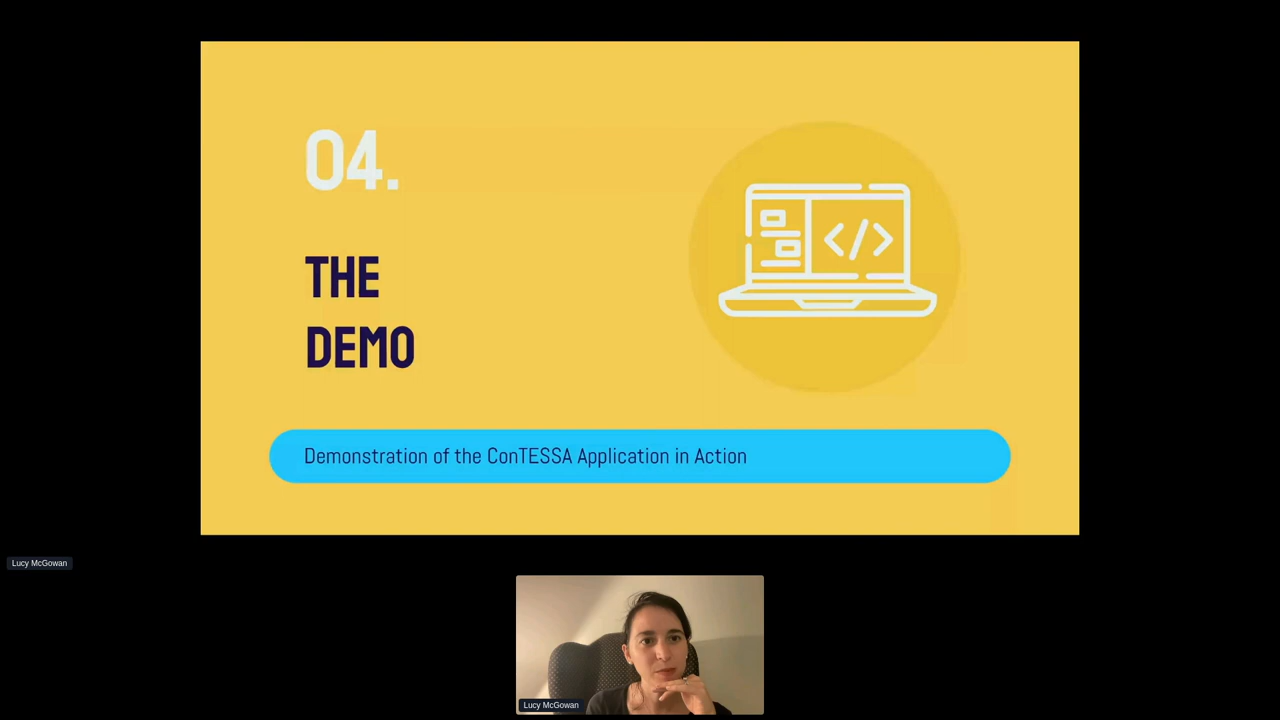 04.
THE
DEMO
</>
Demonstration of the ConTESSA Application in Action
Lucy McGowan
Lucy McGowan